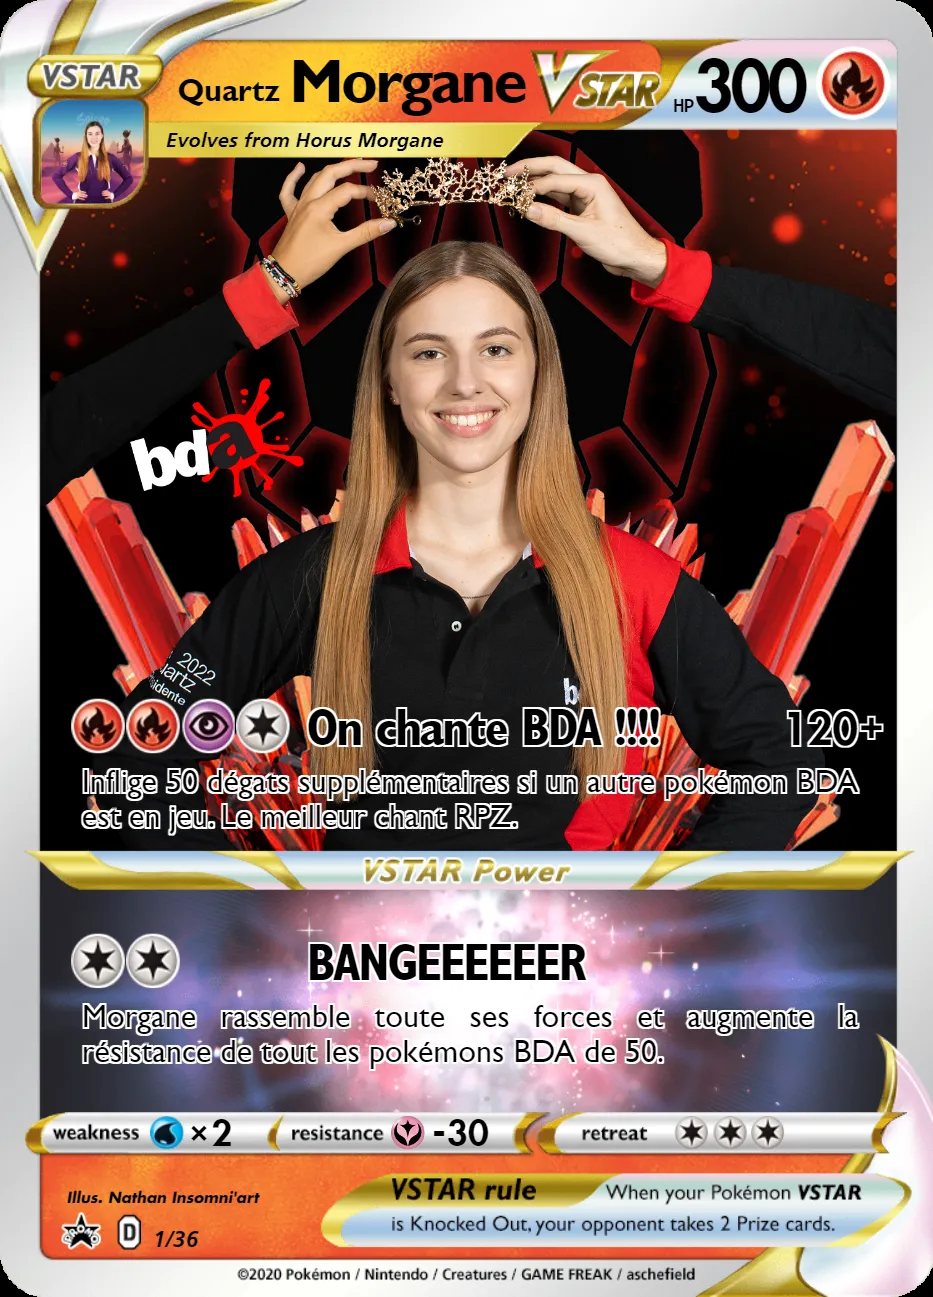 VSTAR
Quartz Morgane VSTAR HP 300
Evolves from Horus Morgane
bda
2022
artz
idente
b
On chante BDA !!!! 120+
Inflige 50 dégats supplémentaires si un autre pokémon BDA
est en jeu. Le meilleur chant RPZ.
VSTAR Power
BANGEEEEEER
Morgane rassemble toute ses forces et augmente la
résistance de tout les pokémons BDA de 50.
weakness ×2 resistance -30 retreat
Illus. Nathan Insomni'art
VSTAR rule When your Pokémon VSTAR
is Knocked Out, your opponent takes 2 Prize cards.
D 1/36
©2020 Pokémon / Nintendo / Creatures / GAME FREAK / aschefield